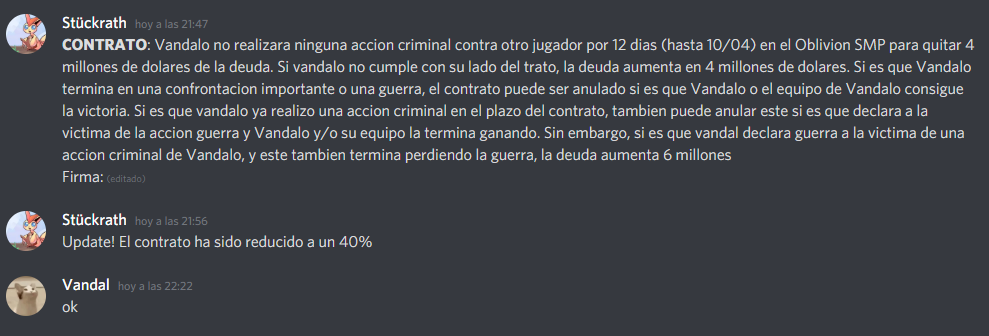 Stückrath hoy a las 21:47
CONTRATO: Vandalo no realizara ninguna accion criminal contra otro jugador por 12 dias (hasta 10/04) en el Oblivion SMP para quitar 4
millones de dolares de la deuda. Si vandalo no cumple con su lado del trato, la deuda aumenta en 4 millones de dolares. Si es que Vandalo
termina en una confrontacion importante o una guerra, el contrato puede ser anulado si es que Vandalo o el equipo de Vandalo consigue
la victoria. Si es que vandalo ya realizo una accion criminal en el plazo del contrato, tambien puede anular este si es que declara a la
victima de la accion guerra y Vandalo y/o su equipo la termina ganando. Sin embargo, si es que vandal declara guerra a la victima de una
accion criminal de Vandalo, y este tambien termina perdiendo la guerra, la deuda aumenta 6 millones
Firma: (editado)
Stückrath hoy a las 21:56
Update! El contrato ha sido reducido a un 40%
Vandal hoy a las 22:22
ok